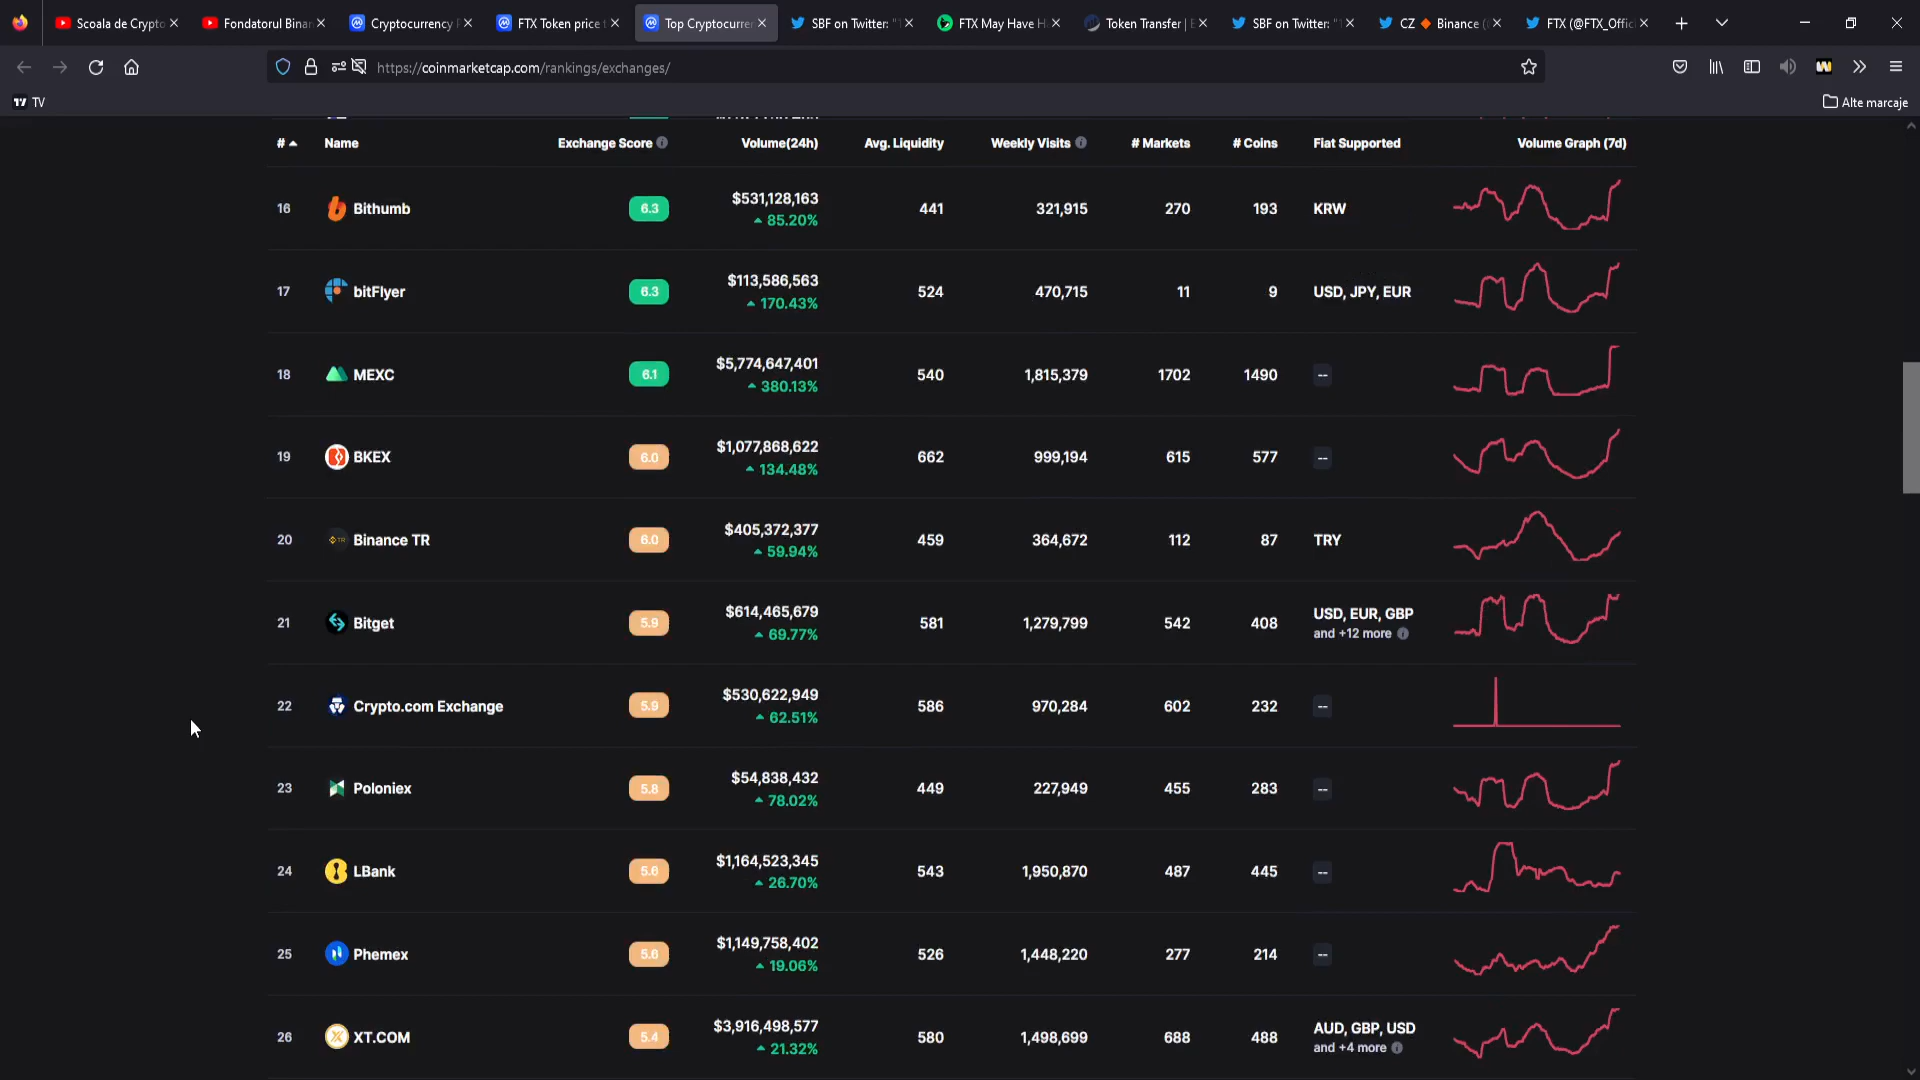 Scoala de Crypto
Fondatorul Binan
Cryptocurrency
FTX Token price
Top Cryptocurrer
SBF on Twitter: "
FTX May Have H
Token Transfer |
SBF on Twitter: "
CZ 🔶 Binance (
FTX (@FTX_Offici
https://coinmarketcap.com/rankings/exchanges/
TV
Alte marcaje
# Name Exchange Score Volume(24h) Avg. Liquidity Weekly Visits # Markets # Coins Fiat Supported Volume Graph (7d)
16 Bithumb 6.3 $531,128,163 441 321,915 270 193 KRW
85.20%
17 bitFlyer 6.3 $113,586,563 524 470,715 11 9 USD, JPY, EUR
170.43%
18 MEXC 6.1 $5,774,647,401 540 1,815,379 1702 1490 --
380.13%
19 BKEX 6.0 $1,077,868,622 662 999,194 615 577 --
134.48%
20 Binance TR 6.0 $405,372,377 459 364,672 112 87 TRY
59.94%
21 Bitget 5.9 $614,465,679 581 1,279,799 542 408 USD, EUR, GBP
69.77% and +12 more
22 Crypto.com Exchange 5.9 $530,622,949 586 970,284 602 232 --
62.51%
23 Poloniex 5.8 $54,838,432 449 227,949 455 283 --
78.02%
24 LBank 5.6 $1,164,523,345 543 1,950,870 487 445 --
26.70%
25 Phemex 5.6 $1,149,758,402 526 1,448,220 277 214 --
19.06%
26 XT.COM 5.4 $3,916,498,577 580 1,498,699 688 488 AUD, GBP, USD
21.32% and +4 more